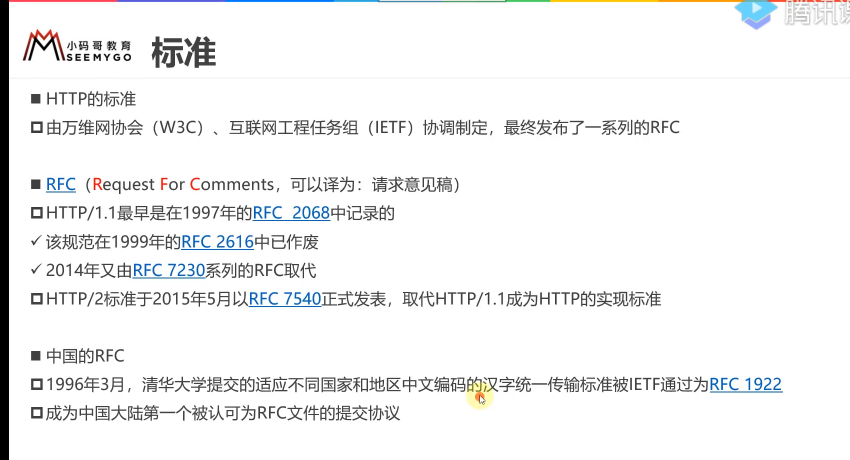 腾讯课
小码哥教育
SEEMYGO
标准
HTTP的标准
由万维网协会（W3C）、互联网工程任务组（IETF）协调制定，最终发布了一系列的RFC
RFC（Request For Comments，可以译为：请求意见稿）
HTTP/1.1最早是在1997年的RFC 2068中记录的
该规范在1999年的RFC 2616中已作废
2014年又由RFC 7230系列的RFC取代
HTTP/2标准于2015年5月以RFC 7540正式发表，取代HTTP/1.1成为HTTP的实现标准
中国的RFC
1996年3月，清华大学提交的适应不同国家和地区中文编码的汉字统一传输标准被IETF通过为RFC 1922
成为中国大陆第一个被认可为RFC文件的提交协议